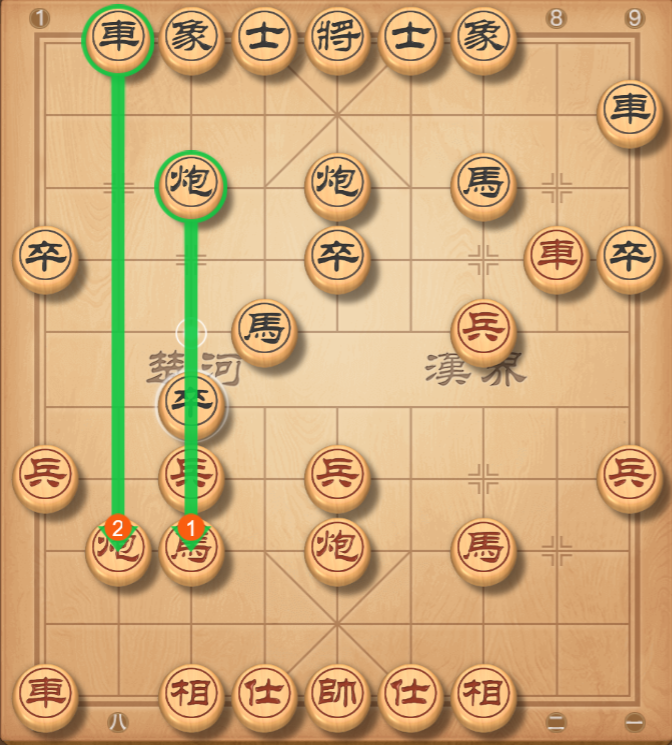 1 8 9
車 象 士 將 士 象
車
炮 炮 馬
卒 卒 車 卒
馬 兵
楚 河 漢 界
卒
兵 兵 兵 兵
2 1
炮 馬 炮 馬
車 相 仕 帥 仕 相
八 二 一